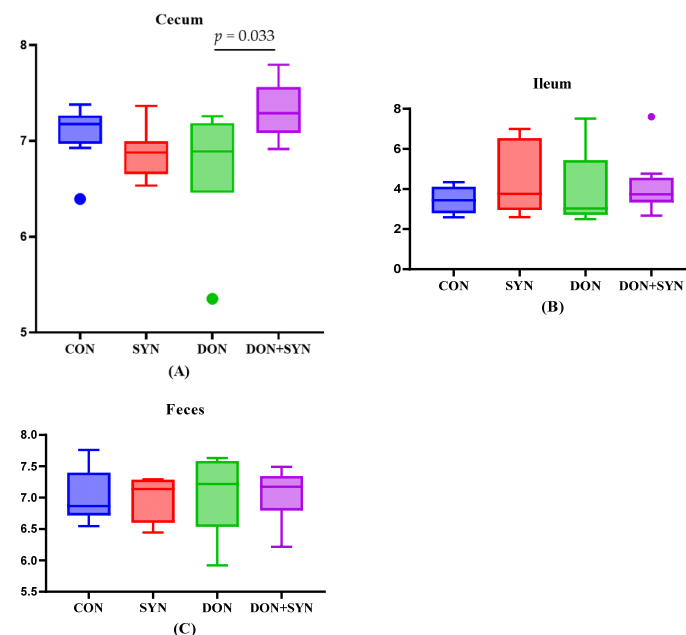 Cecum
p = 0.033
8
7
6
5
CON SYN DON DON+SYN
(A)
Ileum
8
6
4
2
0
CON SYN DON DON+SYN
(B)
Feces
8.0
7.5
7.0
6.5
6.0
5.5
CON SYN DON DON+SYN
(C)